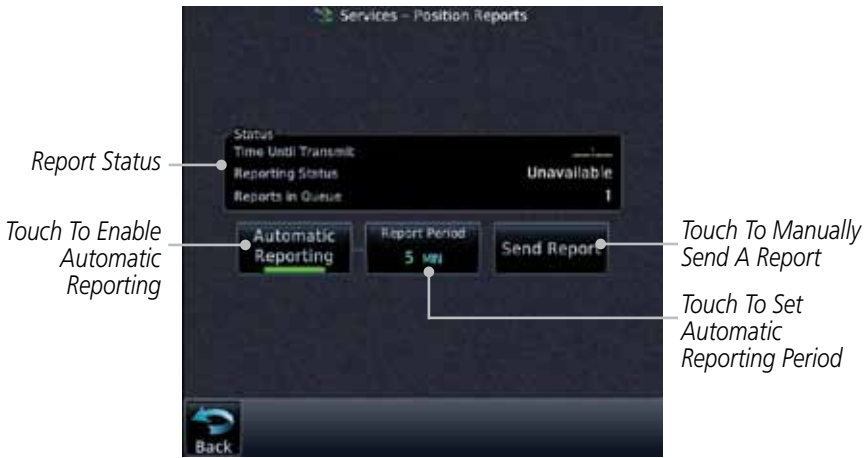 Services – Position Reports
Status
Time Until Transmit __:__
Reporting Status Unavailable
Reports in Queue 1
Automatic
Reporting
Report Period
5 MIN
Send Report
Back
Report Status
Touch To Enable
Automatic
Reporting
Touch To Manually
Send A Report
Touch To Set
Automatic
Reporting Period